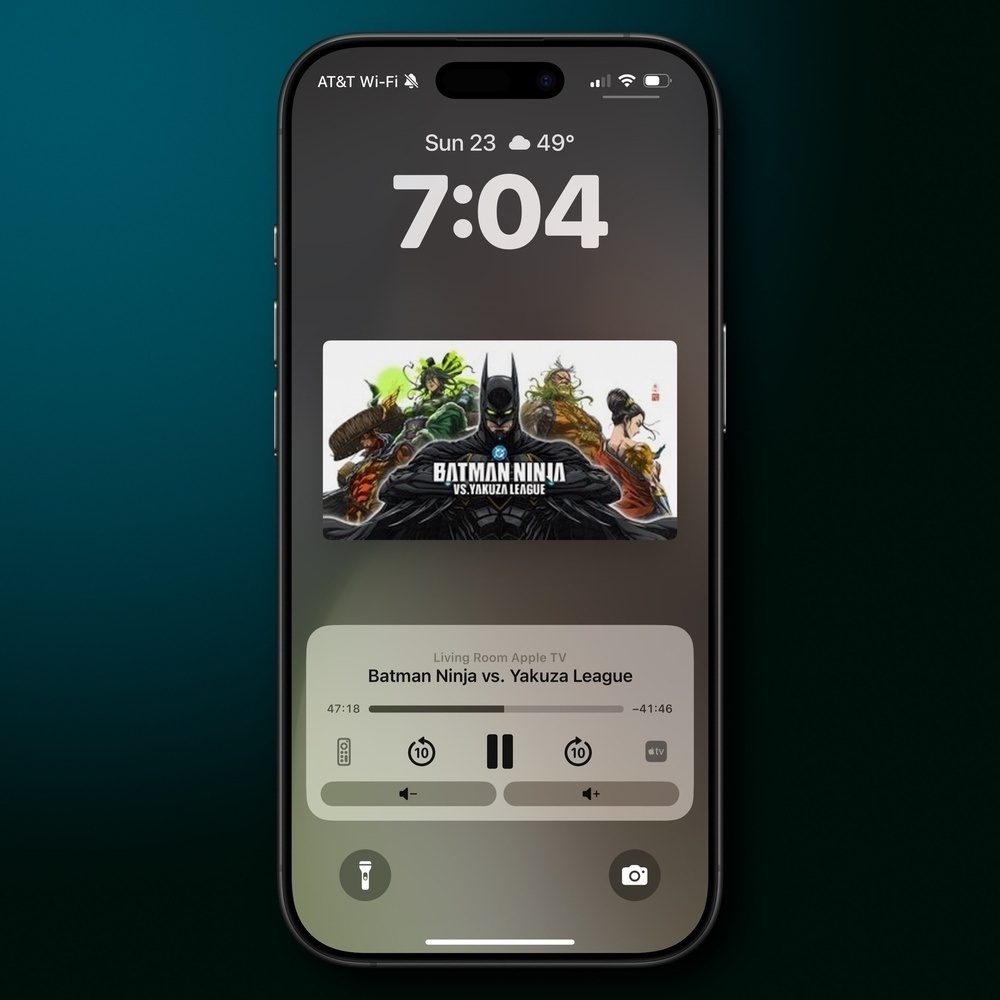 AT&T Wi-Fi
Sun 23 49°
7:04
BATMAN NINJA
VS. YAKUZA LEAGUE
Living Room Apple TV
Batman Ninja vs. Yakuza League
47:18 −41:46
10 10 tv